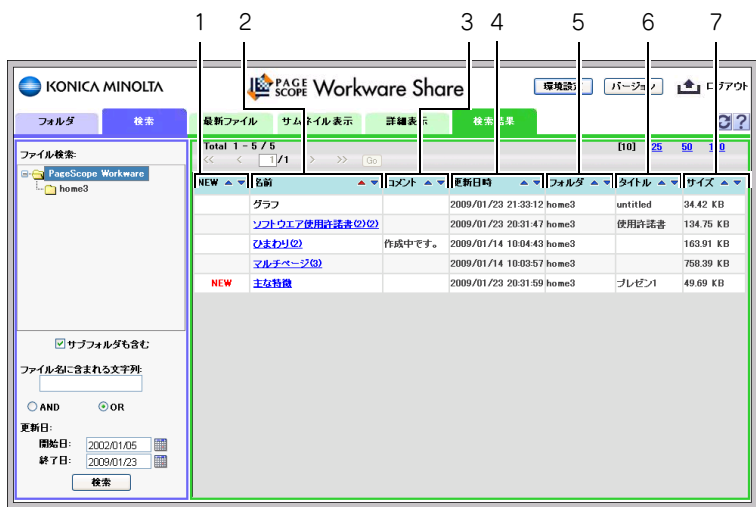 1 2 3 4 5 6 7
KONICA MINOLTA
PAGE SCOPE Workware Share
環境設定 バージョン ログアウト
フォルダ 検索 最新ファイル サムネイル表示 詳細表示 検索結果
ファイル検索:
Total 1 - 5 / 5
[10] 25 50 100
<< < 1 /1 > >> Go
PageScope Workware
home3
NEW 名前 コメント 更新日時 フォルダ タイトル サイズ
グラフ 2009/01/23 21:33:12 home3 untitled 34.42 KB
ソフトウエア使用許諾書(2)(2) 2009/01/23 20:31:47 home3 使用許諾書 134.75 KB
ひまわり(2) 作成中です。 2009/01/14 10:04:43 home3 163.91 KB
マルチページ(3) 2009/01/14 10:03:57 home3 758.39 KB
NEW 主な特徴 2009/01/23 20:31:59 home3 プレゼン1 49.69 KB
サブフォルダも含む
ファイル名に含まれる文字列:
AND OR
更新日:
開始日: 2002/01/05
終了日: 2009/01/23
検索